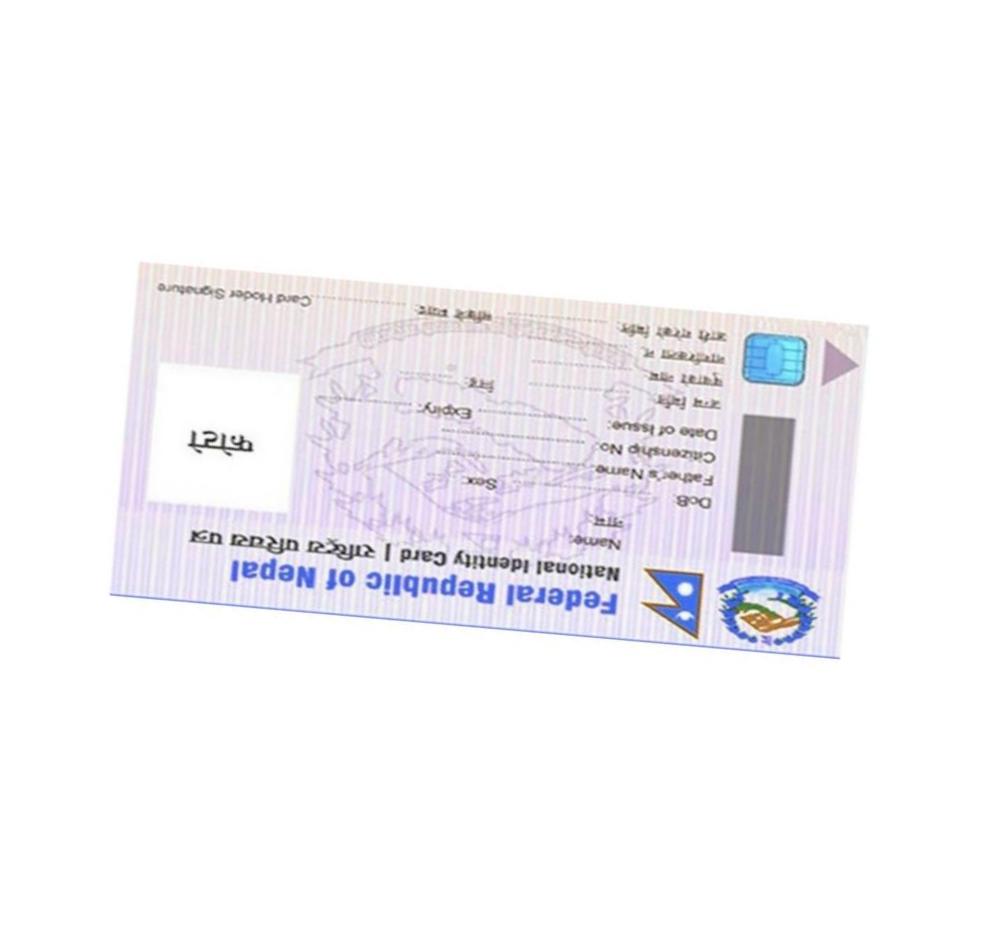 Federal Republic of Nepal
National Identity Card | राष्ट्रिय परिचय पत्र
Name:
नाम:
DoB: Sex:
Father's Name
Citizenship No
Date of Issue: Expiry:
जन्म मिति: लिङ्ग:
बुवाको नाम
नागरिकता नं
जारी गरेको मिति:
Card Hoder Signature
फोटो